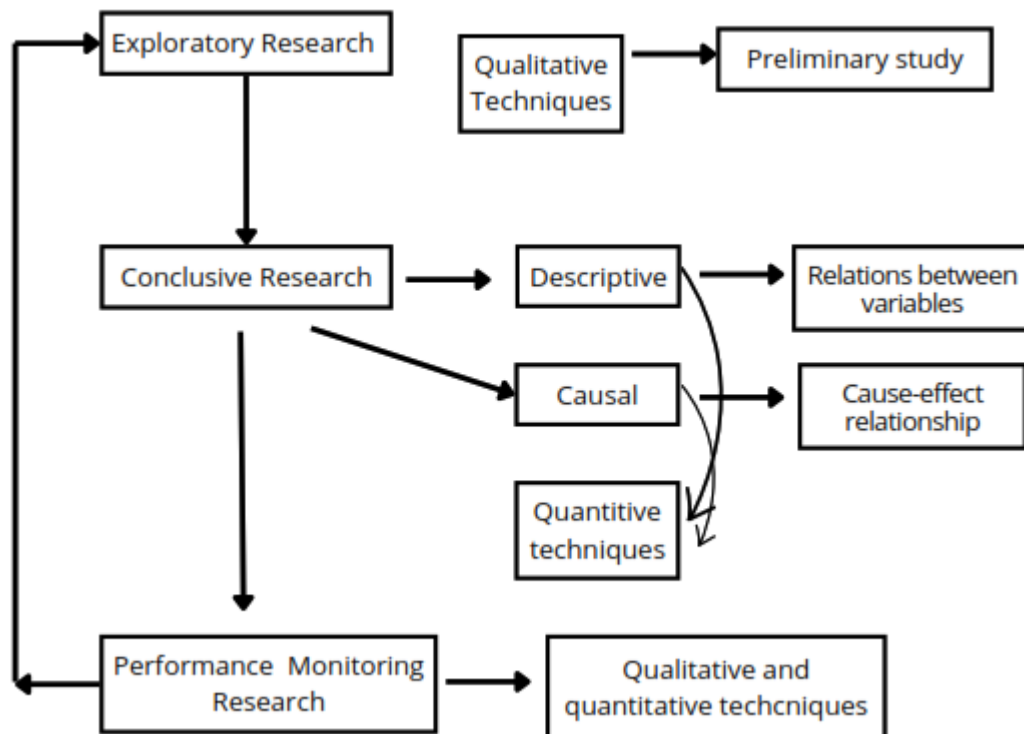 Exploratory Research
Qualitative
Techniques
Preliminary study
Conclusive Research
Descriptive
Relations between
variables
Causal
Cause-effect
relationship
Quantitive
techniques
Performance Monitoring
Research
Qualitative and
quantitative techcniques